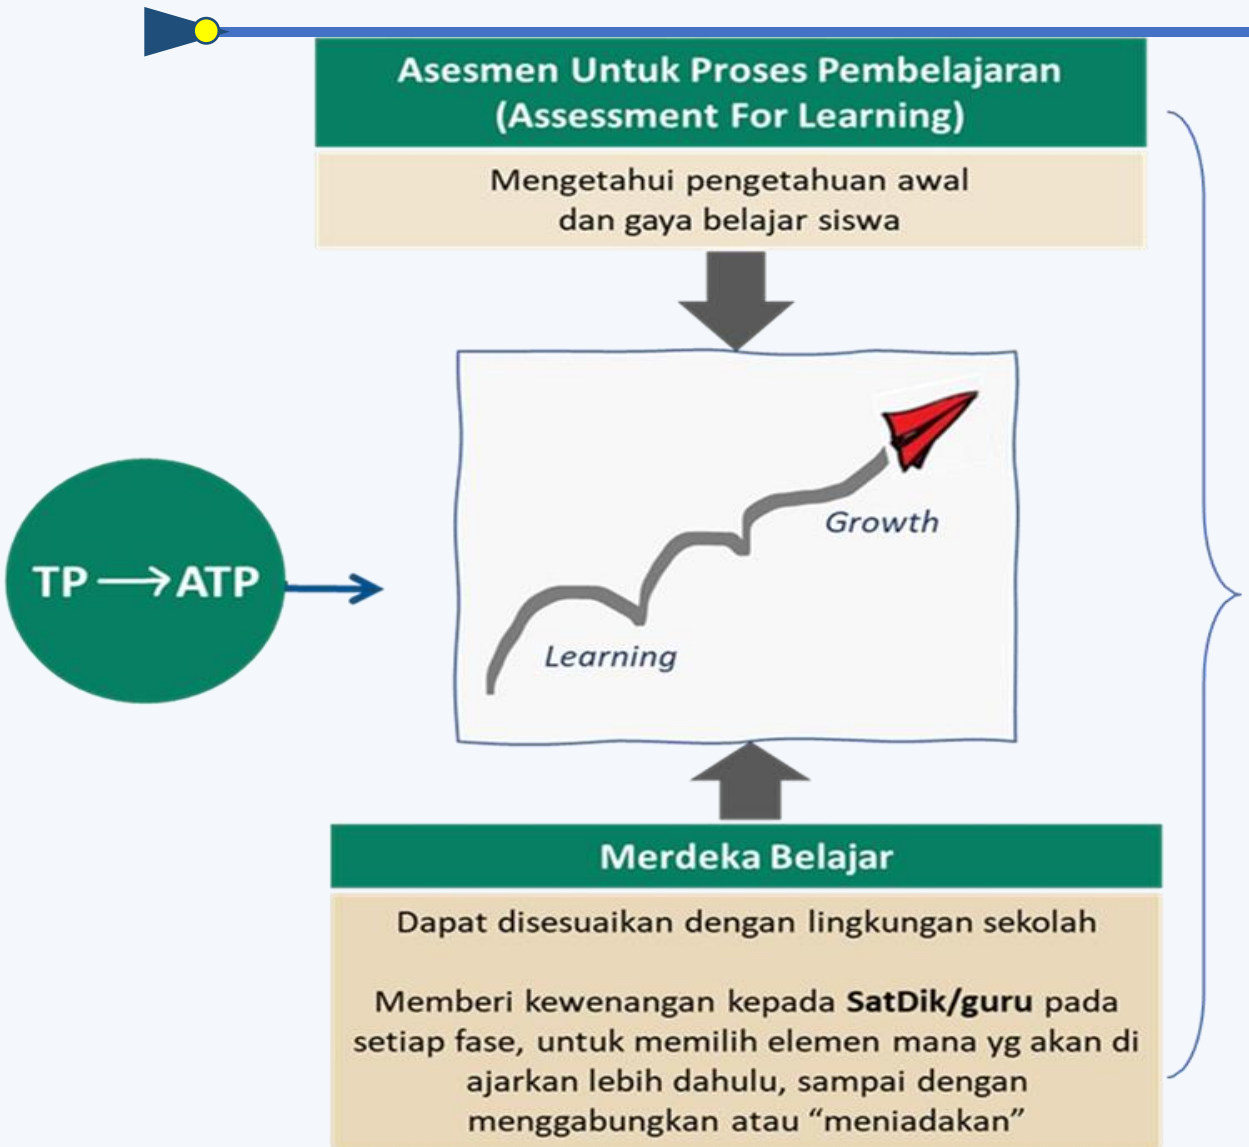 Asesmen Untuk Proses Pembelajaran
(Assessment For Learning)
Mengetahui pengetahuan awal
dan gaya belajar siswa
Growth
TP → ATP
Learning
Merdeka Belajar
Dapat disesuaikan dengan lingkungan sekolah
Memberi kewenangan kepada SatDik/guru pada
setiap fase, untuk memilih elemen mana yg akan di
ajarkan lebih dahulu, sampai dengan
menggabungkan atau “meniadakan”